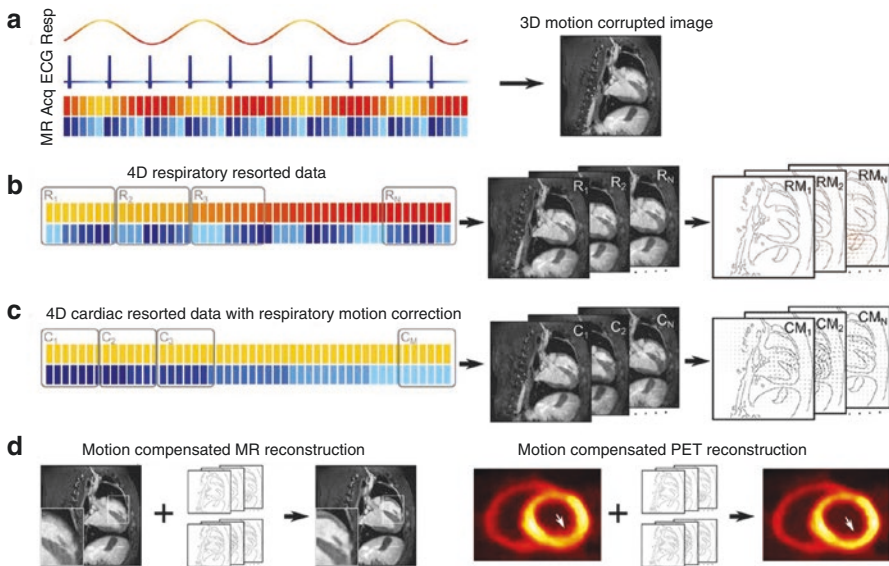 a
MR Acq ECG Resp
3D motion corrupted image
b
4D respiratory resorted data
R1 R2 R3 RN
R1 R2 RN
RM1 RM2 RMN
c
4D cardiac resorted data with respiratory motion correction
C1 C2 C3 CM
C1 C2 CN
CM1 CM2 CMN
d
Motion compensated MR reconstruction
Motion compensated PET reconstruction